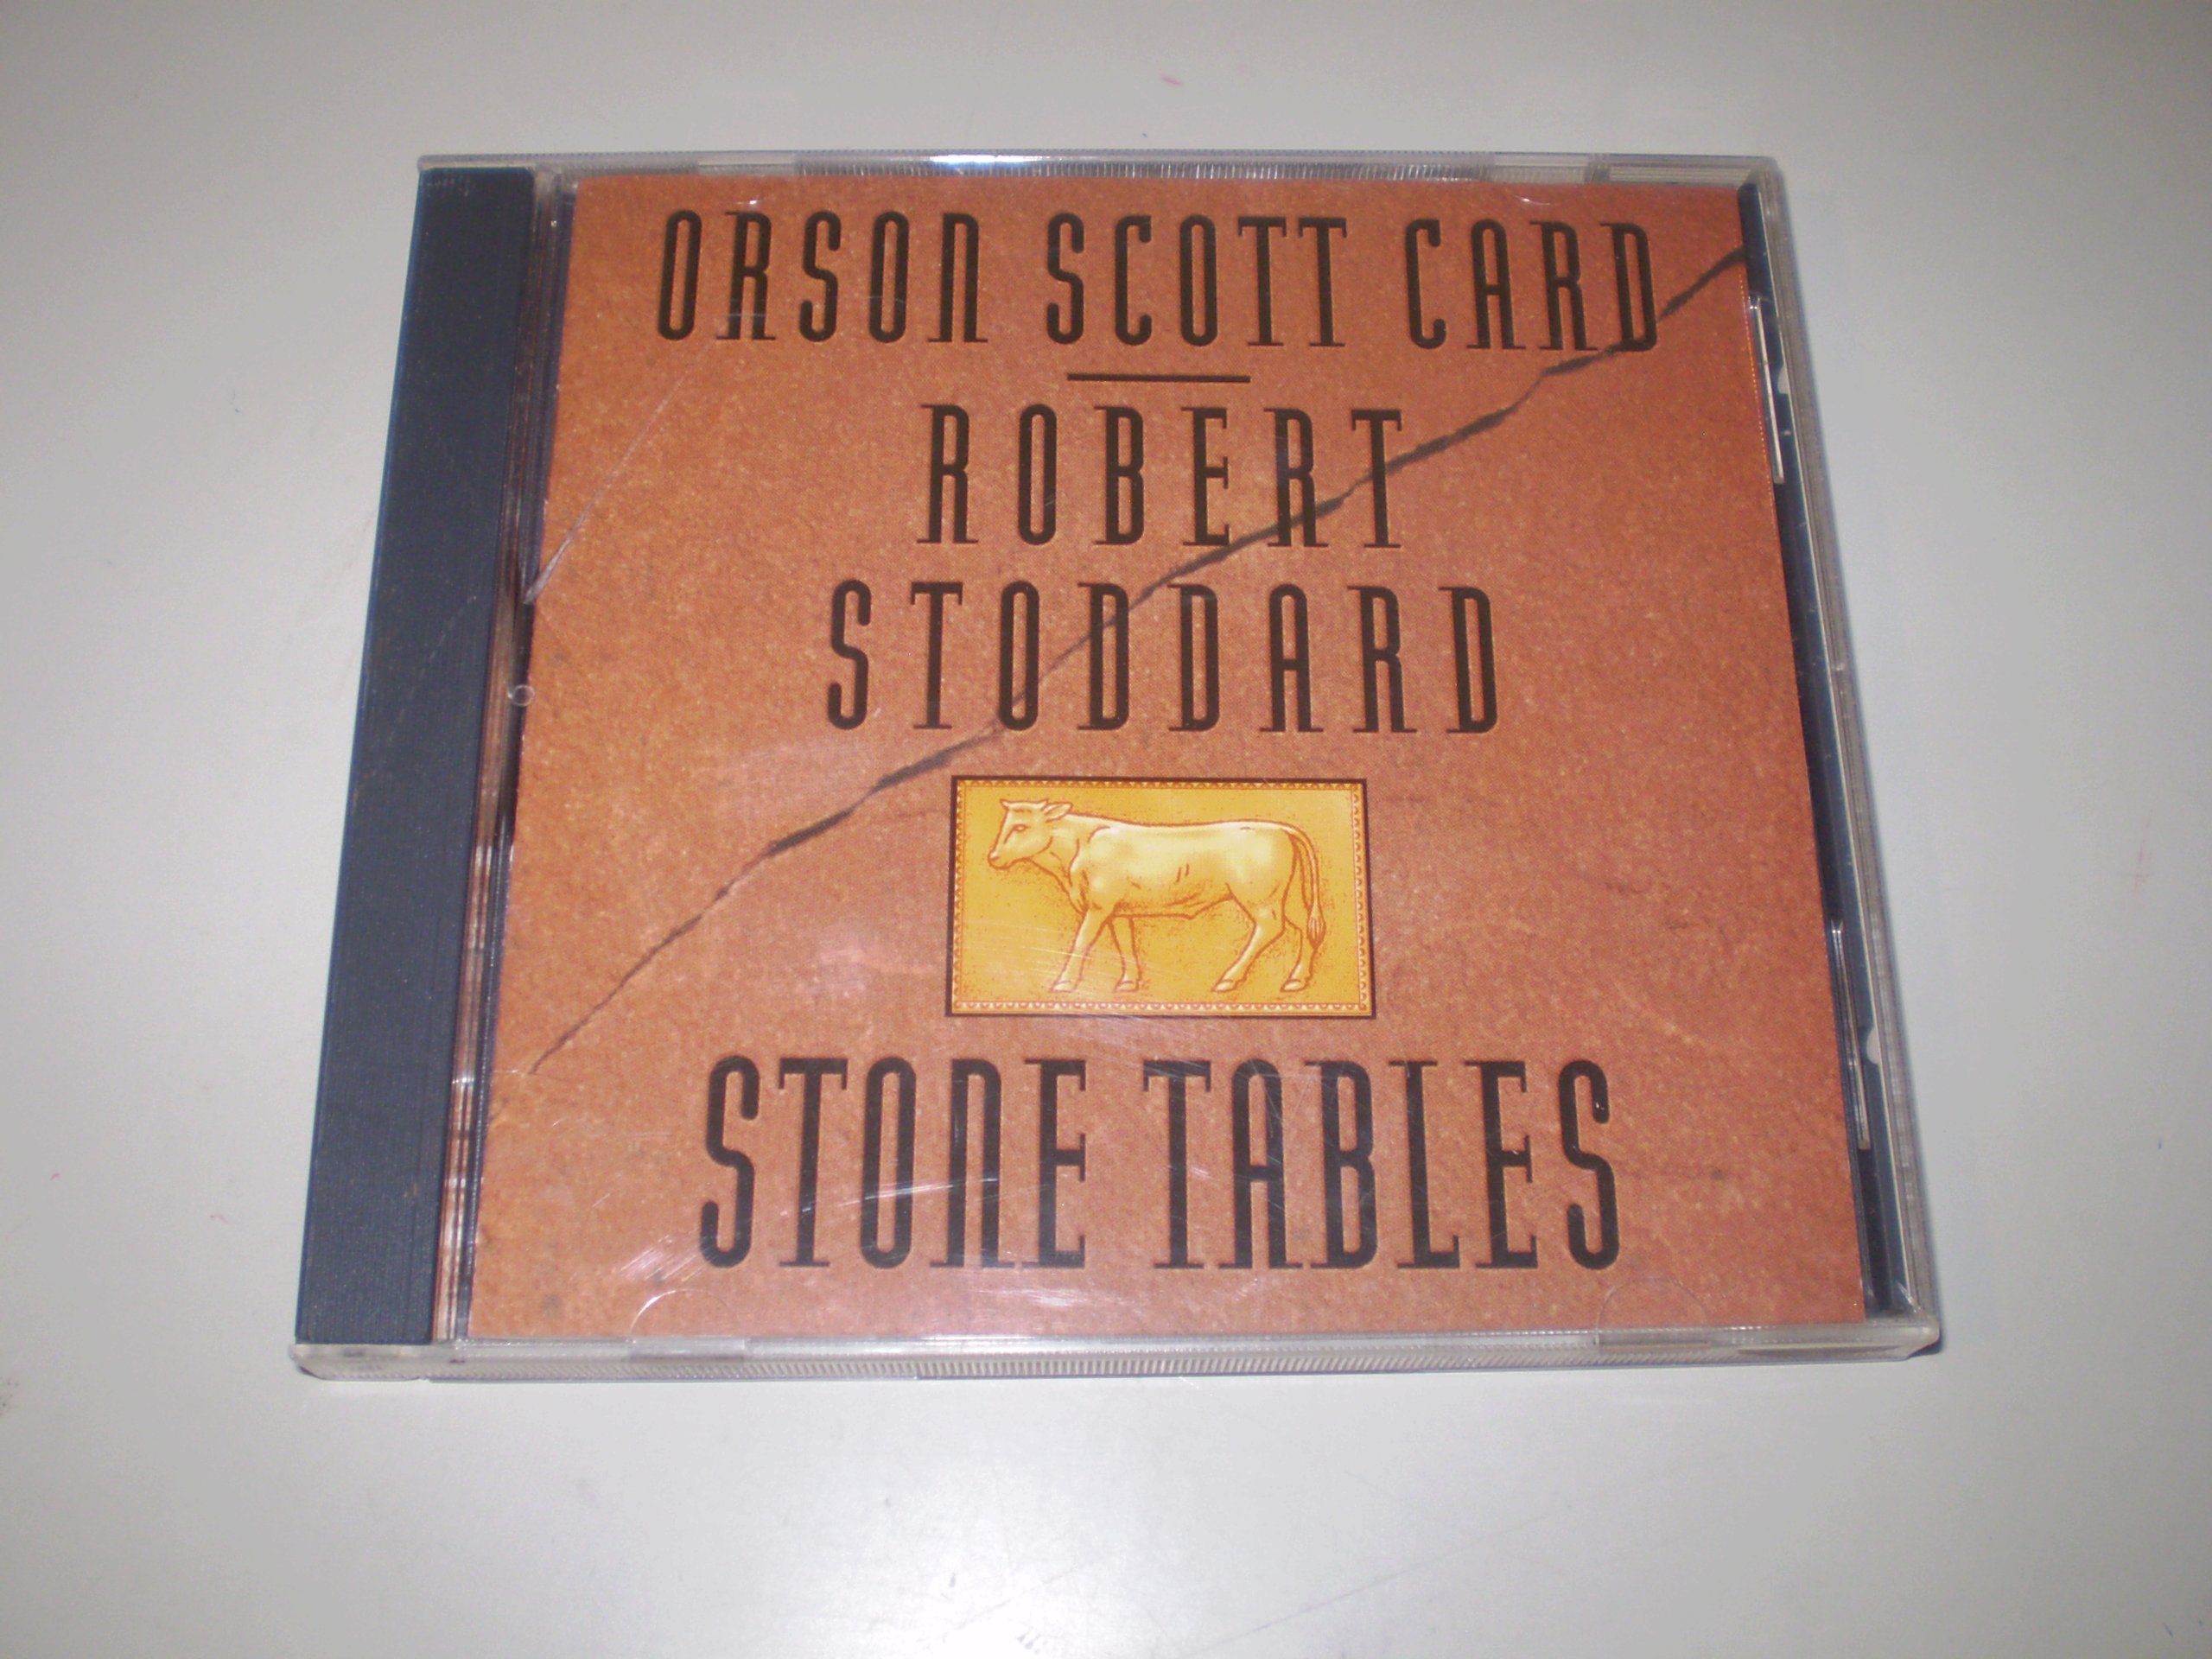 ORSON SCOTT CARD
ROBERT
STODDARD
STONE TABLES